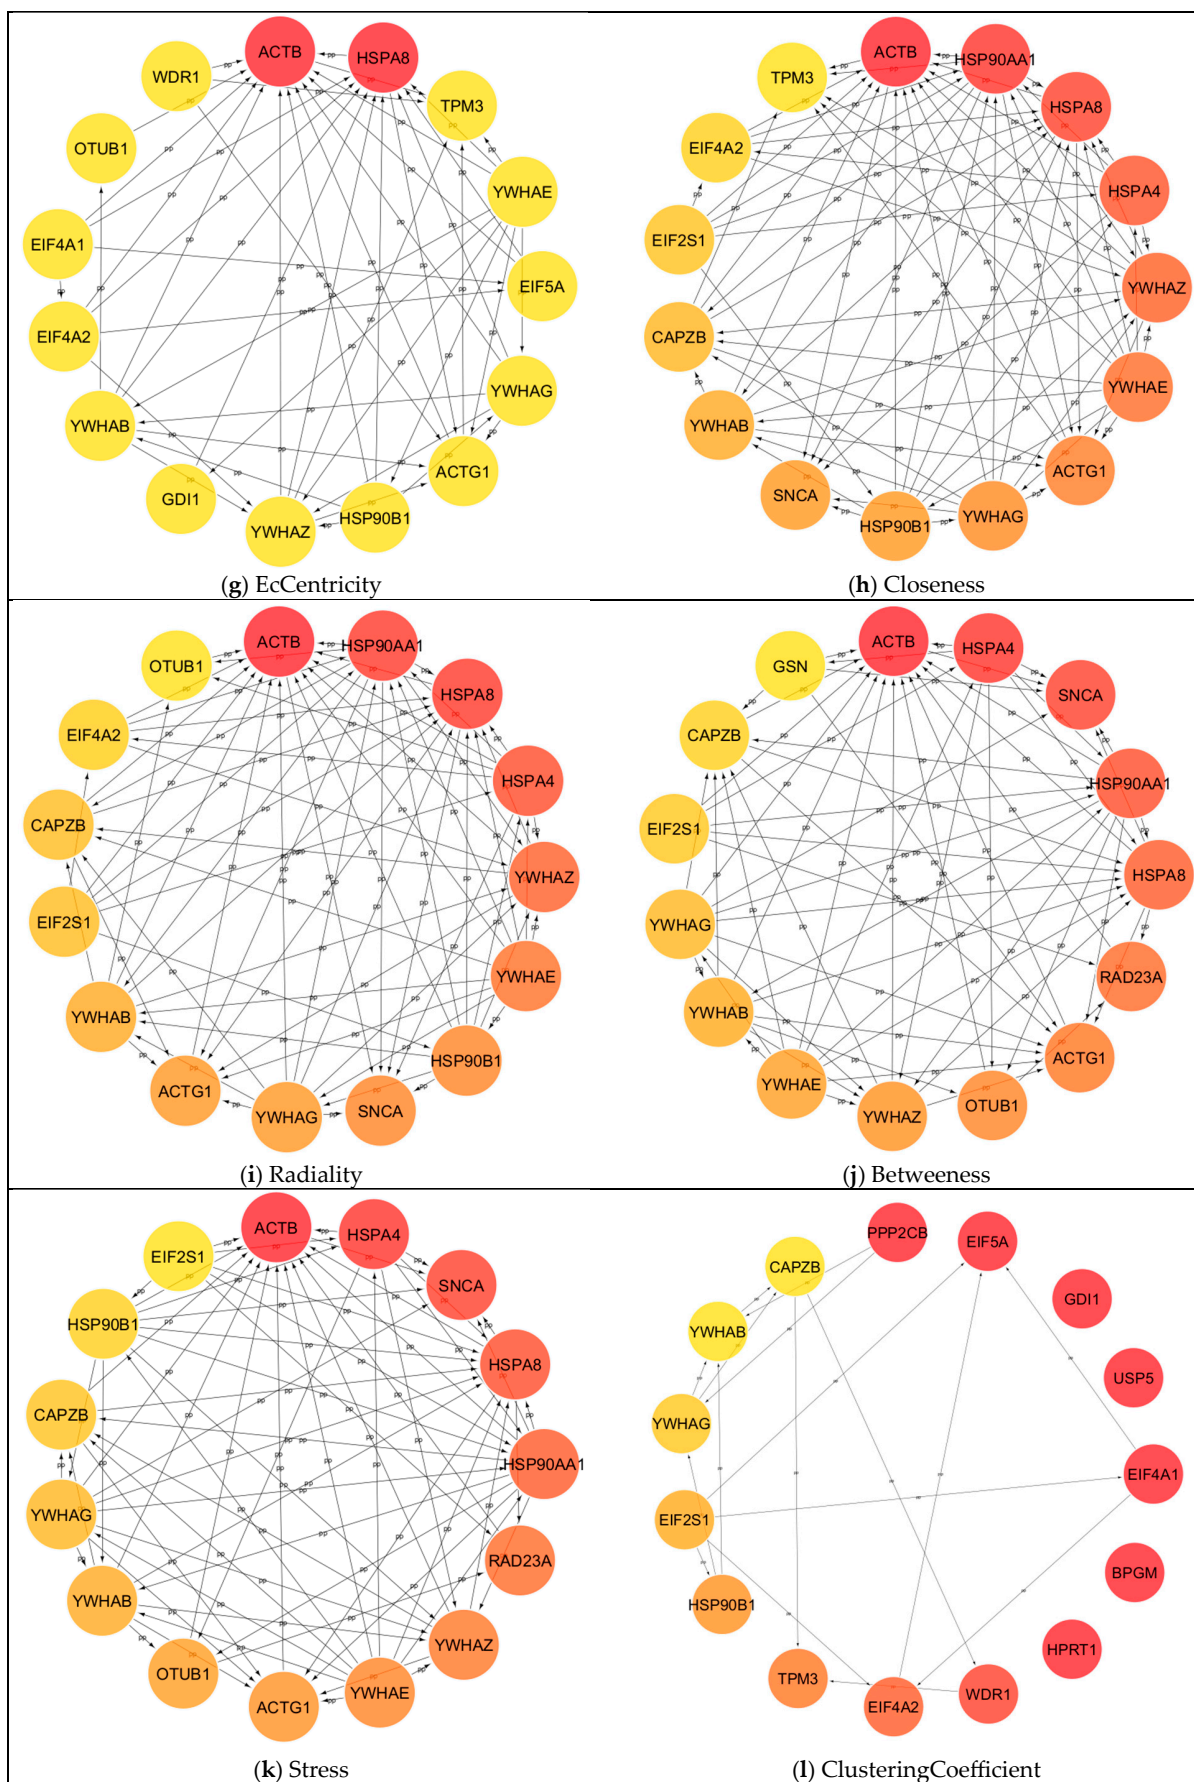 ACTB
HSPA8
WDR1
TPM3
OTUB1
YWHAE
EIF4A1
EIF5A
EIF4A2
YWHAG
YWHAB
ACTG1
GDI1
HSP90B1
YWHAZ
(g) EcCentricity
ACTB
HSP90AA1
TPM3
HSPA8
EIF4A2
HSPA4
EIF2S1
YWHAZ
CAPZB
YWHAE
YWHAB
ACTG1
SNCA
YWHAG
HSP90B1
(h) Closeness
ACTB
HSP90AA1
OTUB1
HSPA8
EIF4A2
HSPA4
CAPZB
YWHAZ
EIF2S1
YWHAE
YWHAB
HSP90B1
ACTG1
SNCA
YWHAG
(i) Radiality
ACTB
HSPA4
GSN
SNCA
CAPZB
HSP90AA1
EIF2S1
HSPA8
YWHAG
RAD23A
YWHAB
ACTG1
YWHAE
OTUB1
YWHAZ
(j) Betweeness
ACTB
HSPA4
EIF2S1
SNCA
HSP90B1
HSPA8
CAPZB
HSP90AA1
YWHAG
RAD23A
YWHAB
YWHAZ
OTUB1
YWHAE
ACTG1
(k) Stress
PPP2CB
EIF5A
CAPZB
GDI1
YWHAB
USP5
YWHAG
EIF4A1
EIF2S1
BPGM
HSP90B1
HPRT1
TPM3
WDR1
EIF4A2
(l) ClusteringCoefficient